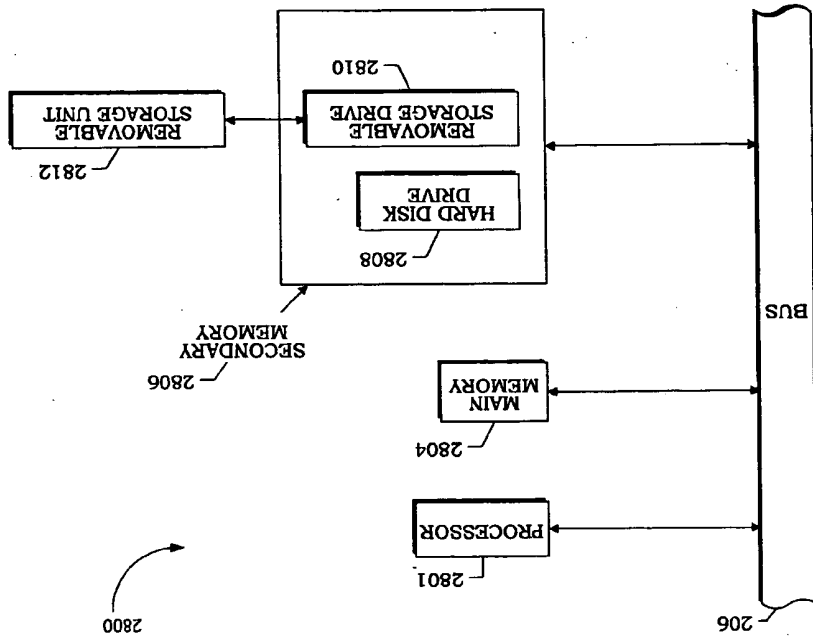 206
2800
2801
PROCESSOR
2804
MAIN
MEMORY
BUS
2806
SECONDARY
MEMORY
2808
HARD DISK
DRIVE
2812
REMOVABLE
STORAGE DRIVE
REMOVABLE
STORAGE UNIT
2810